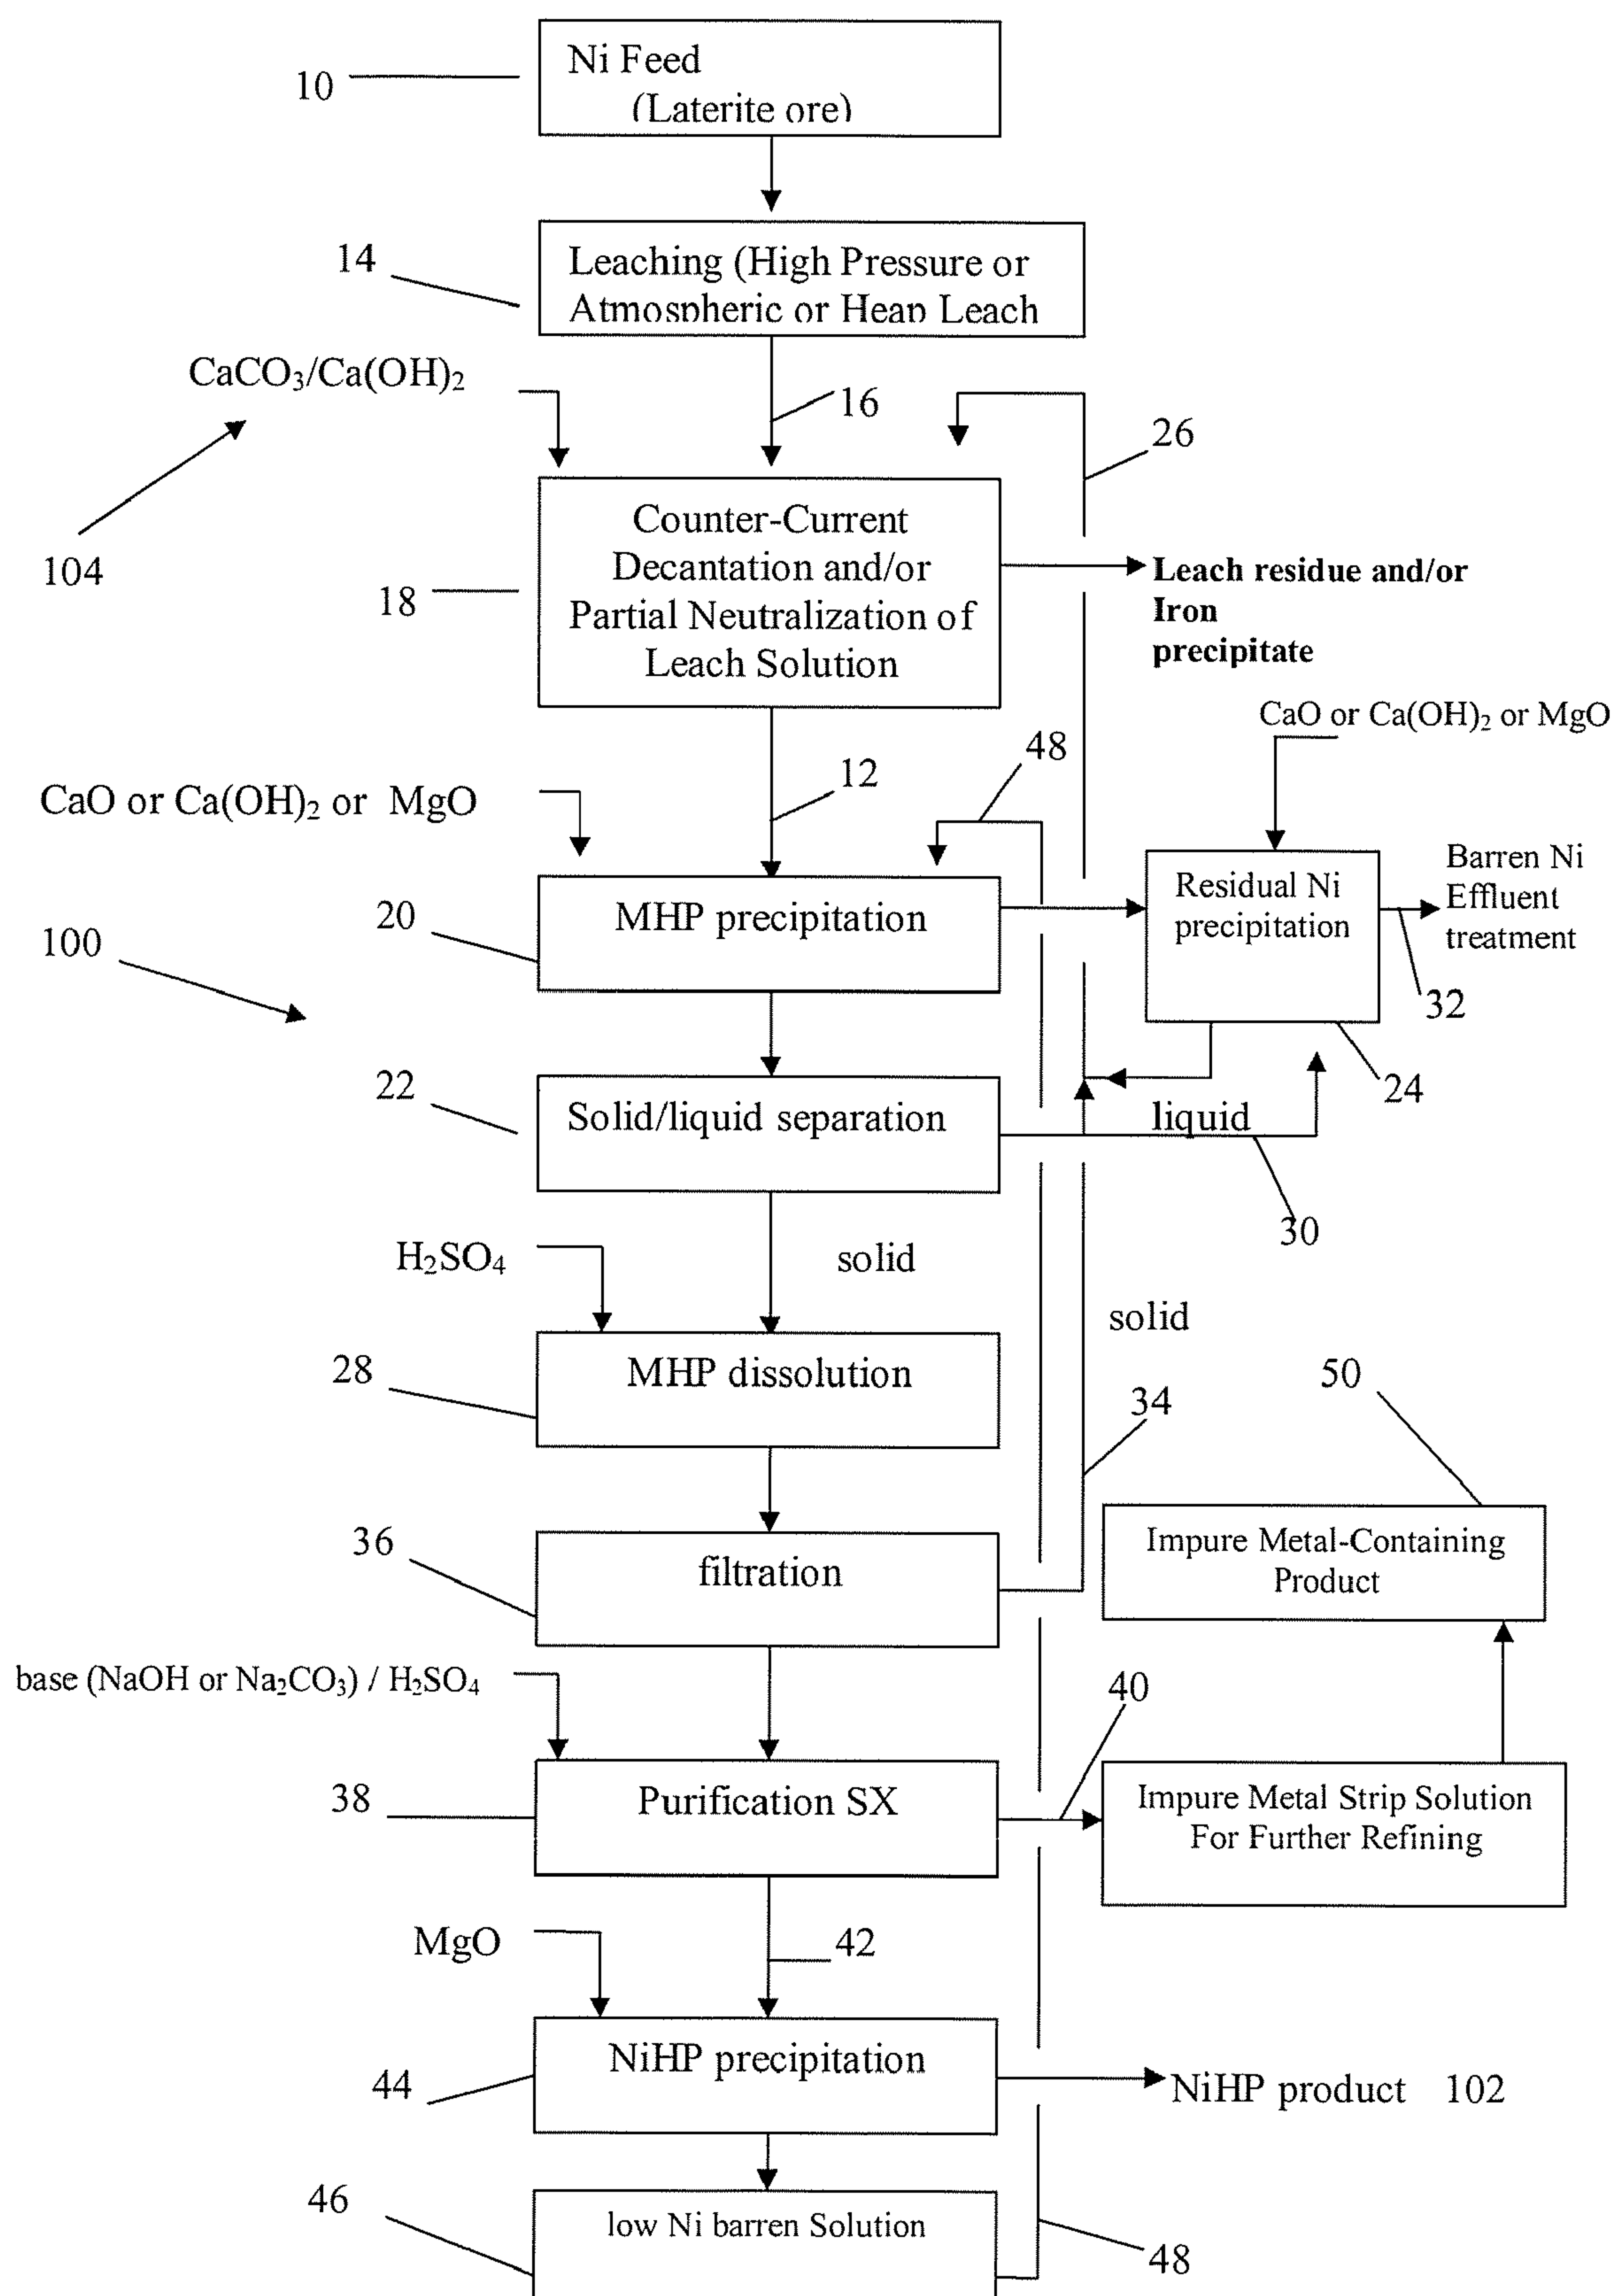 Ni Feed
(Laterite ore)
10
Leaching (High Pressure or
Atmospheric or Heap Leach
14
CaCO₃/Ca(OH)₂
16
26
104
Counter-Current
Decantation and/or
Partial Neutralization of
Leach Solution
18
Leach residue and/or
Iron
precipitate
CaO or Ca(OH)₂ or MgO
48
12
CaO or Ca(OH)₂ or MgO
MHP precipitation
20
100
Residual Ni
precipitation
Barren Ni
Effluent
treatment
32
24
22
Solid/liquid separation
liquid
30
H₂SO₄
solid
solid
MHP dissolution
28
50
34
36
filtration
Impure Metal-Containing
Product
base (NaOH or Na₂CO₃) / H₂SO₄
40
Purification SX
38
Impure Metal Strip Solution
For Further Refining
MgO
42
NiHP precipitation
44
NiHP product 102
46
low Ni barren Solution
48